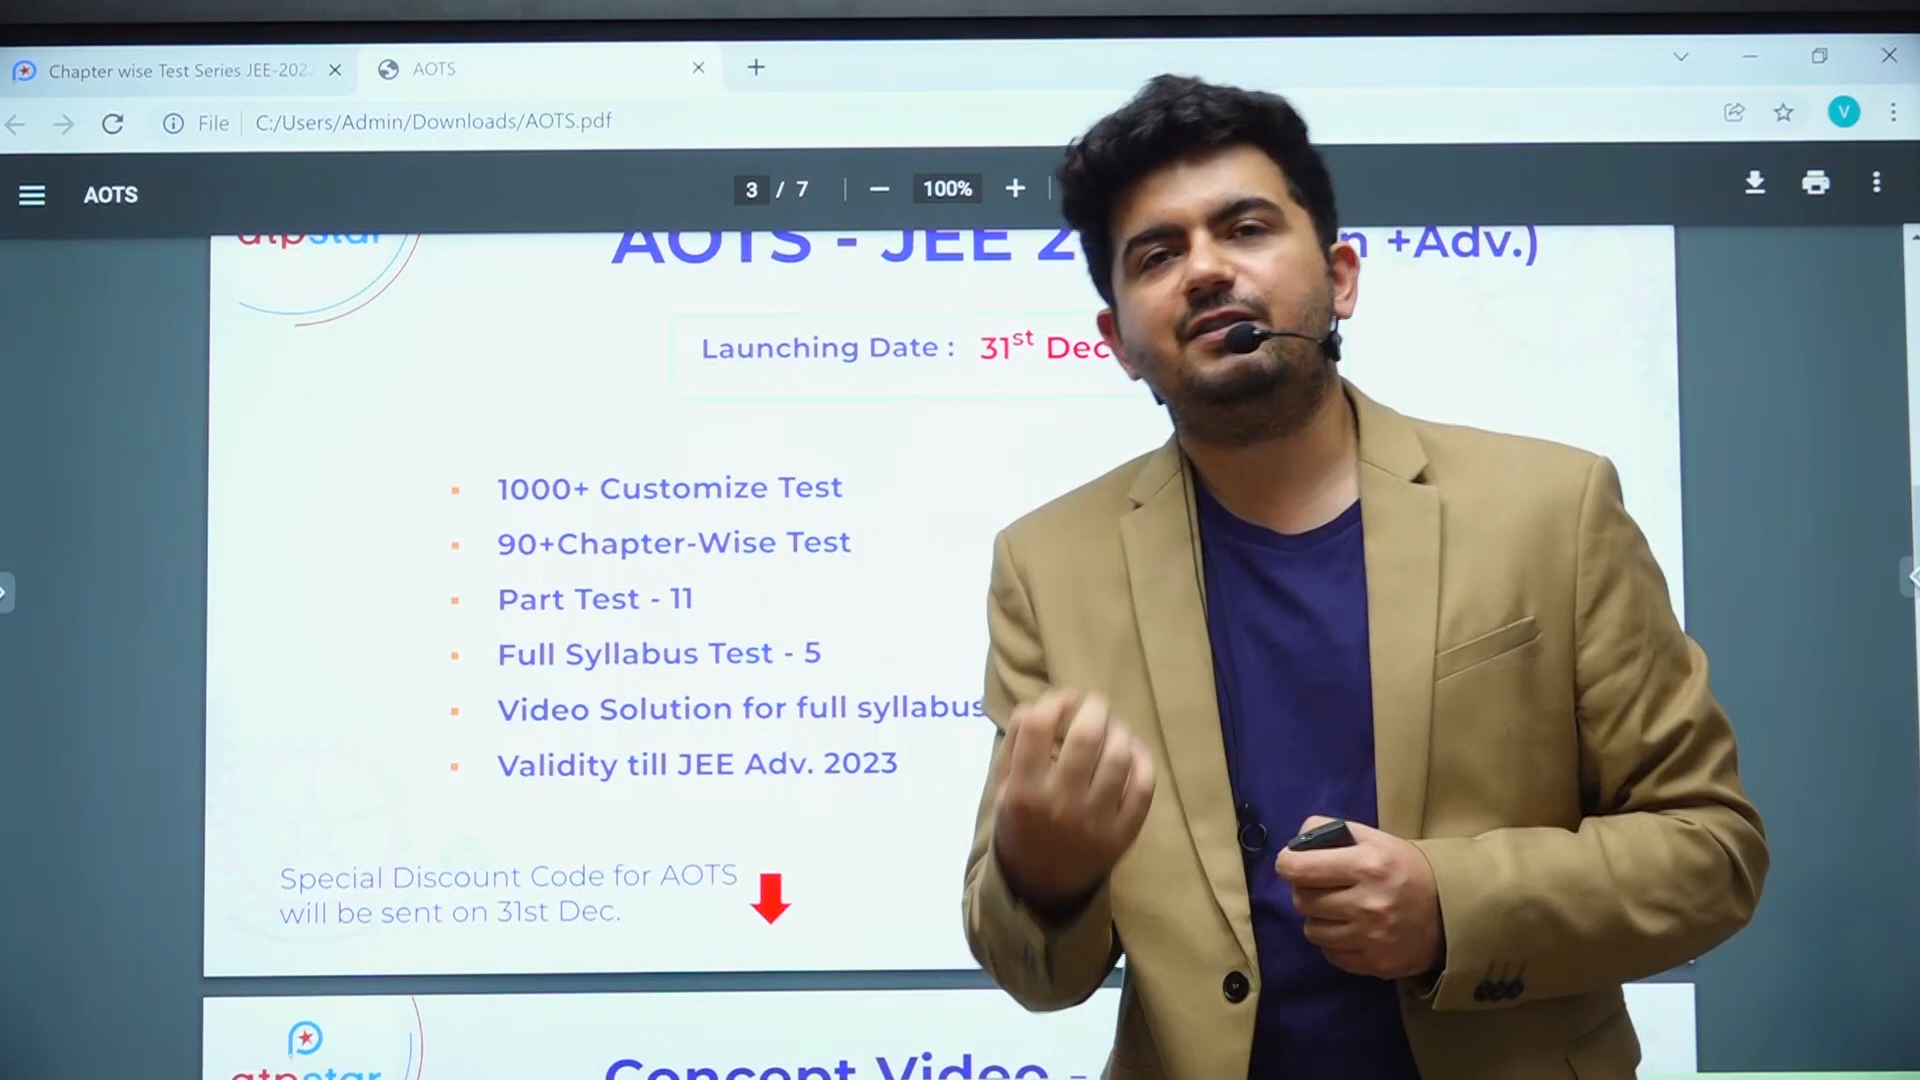 Chapter wise Test Series JEE-202
AOTS
File
C:/Users/Admin/Downloads/AOTS.pdf
V
AOTS
3 / 7
100%
atpstar
AOTS - JEE 2
+Adv.)
Launching Date : 31st Dec
1000+ Customize Test
90+Chapter-Wise Test
Part Test - 11
Full Syllabus Test - 5
Video Solution for full syllabus
Validity till JEE Adv. 2023
Special Discount Code for AOTS
will be sent on 31st Dec.
atpstar
Concept Video -